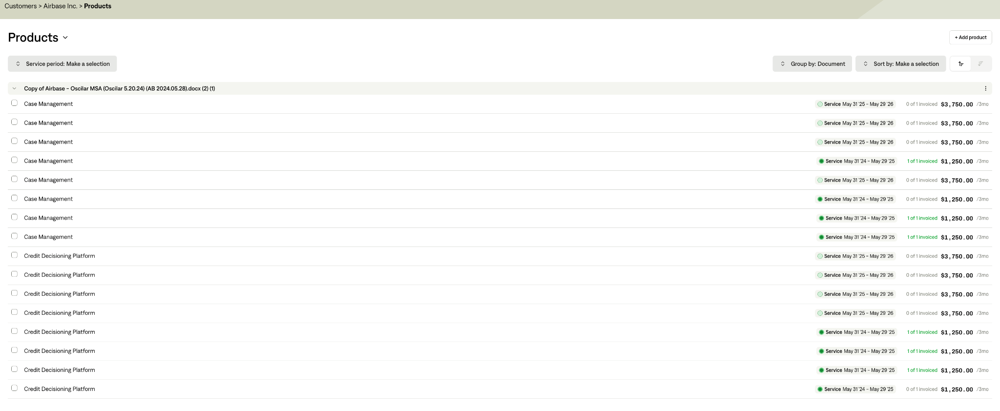 Customers > Airbase Inc. > Products
Products
+ Add product
Service period: Make a selection
Group by: Document
Sort by: Make a selection
Copy of Airbase – Oscilar MSA (Oscilar 5.20.24) (AB 2024.05.28).docx (2) (1)
Case Management Service May 31 '25 – May 29 '26 0 of 1 invoiced $3,750.00 /3mo
Case Management Service May 31 '25 – May 29 '26 0 of 1 invoiced $3,750.00 /3mo
Case Management Service May 31 '25 – May 29 '26 0 of 1 invoiced $3,750.00 /3mo
Case Management Service May 31 '24 – May 29 '25 1 of 1 invoiced $1,250.00 /3mo
Case Management Service May 31 '25 – May 29 '26 0 of 1 invoiced $3,750.00 /3mo
Case Management Service May 31 '24 – May 29 '25 0 of 1 invoiced $1,250.00 /3mo
Case Management Service May 31 '24 – May 29 '25 1 of 1 invoiced $1,250.00 /3mo
Case Management Service May 31 '24 – May 29 '25 1 of 1 invoiced $1,250.00 /3mo
Credit Decisioning Platform Service May 31 '25 – May 29 '26 0 of 1 invoiced $3,750.00 /3mo
Credit Decisioning Platform Service May 31 '25 – May 29 '26 0 of 1 invoiced $3,750.00 /3mo
Credit Decisioning Platform Service May 31 '25 – May 29 '26 0 of 1 invoiced $3,750.00 /3mo
Credit Decisioning Platform Service May 31 '25 – May 29 '26 0 of 1 invoiced $3,750.00 /3mo
Credit Decisioning Platform Service May 31 '24 – May 29 '25 1 of 1 invoiced $1,250.00 /3mo
Credit Decisioning Platform Service May 31 '24 – May 29 '25 1 of 1 invoiced $1,250.00 /3mo
Credit Decisioning Platform Service May 31 '24 – May 29 '25 1 of 1 invoiced $1,250.00 /3mo
Credit Decisioning Platform Service May 31 '24 – May 29 '25 0 of 1 invoiced $1,250.00 /3mo